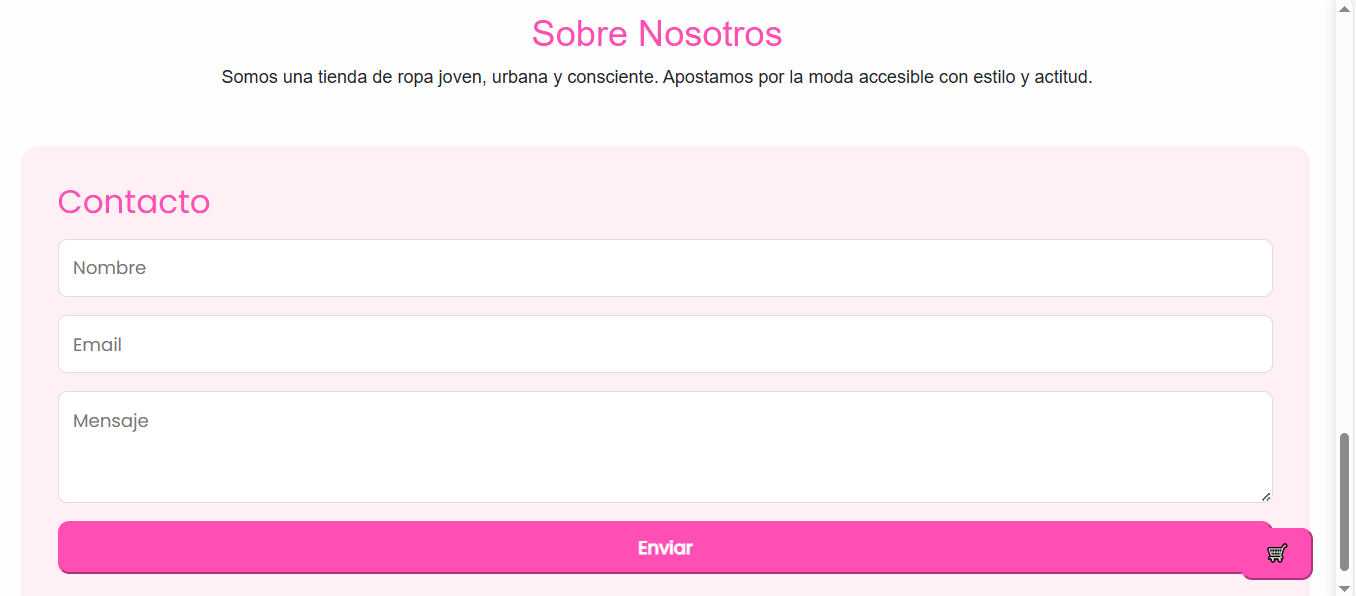 Sobre Nosotros
Somos una tienda de ropa joven, urbana y consciente. Apostamos por la moda accesible con estilo y actitud.
Contacto
Nombre
Email
Mensaje
Enviar